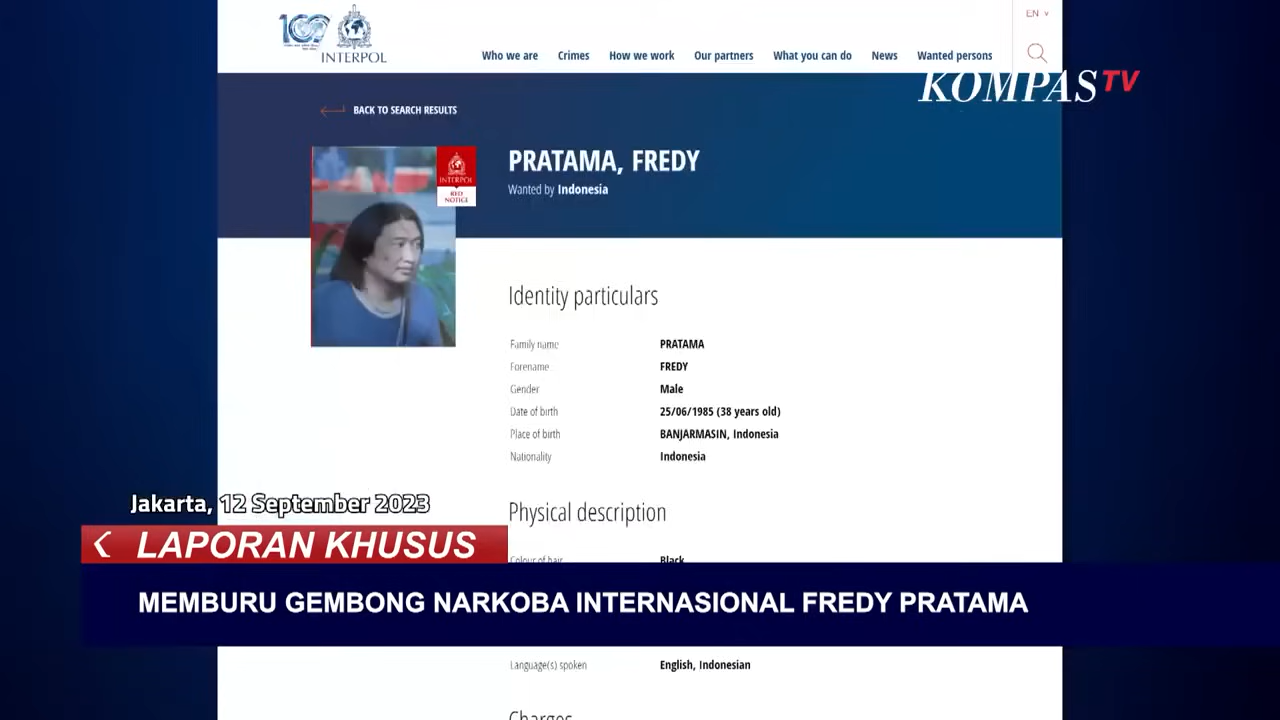 100 INTERPOL
EN
Who we are Crimes How we work Our partners What you can do News Wanted persons
KOMPAS TV
BACK TO SEARCH RESULTS
INTERPOL
RED
NOTICE
PRATAMA, FREDY
Wanted by Indonesia
Identity particulars
Family name PRATAMA
Forename FREDY
Gender Male
Date of birth 25/06/1985 (38 years old)
Place of birth BANJARMASIN, Indonesia
Nationality Indonesia
Jakarta, 12 September 2023
Physical description
LAPORAN KHUSUS
Colour of hair Black
MEMBURU GEMBONG NARKOBA INTERNASIONAL FREDY PRATAMA
Language(s) spoken English, Indonesian
Charges